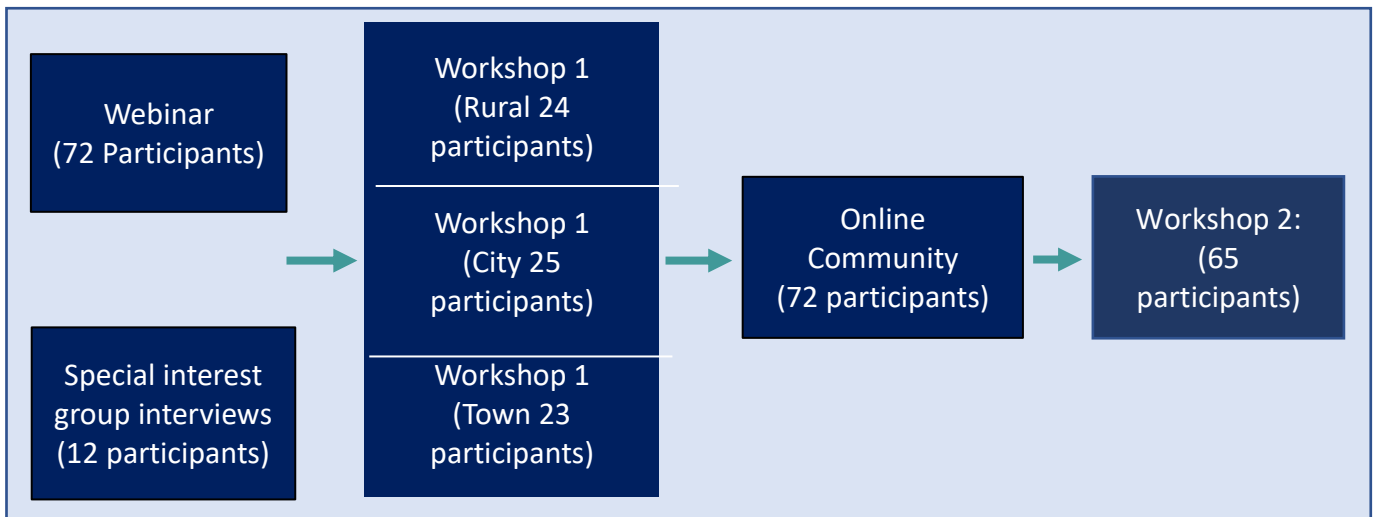 Webinar
(72 Participants)
Special interest
group interviews
(12 participants)
Workshop 1
(Rural 24
participants)
Workshop 1
(City 25
participants)
Workshop 1
(Town 23
participants)
Online
Community
(72 participants)
Workshop 2:
(65
participants)